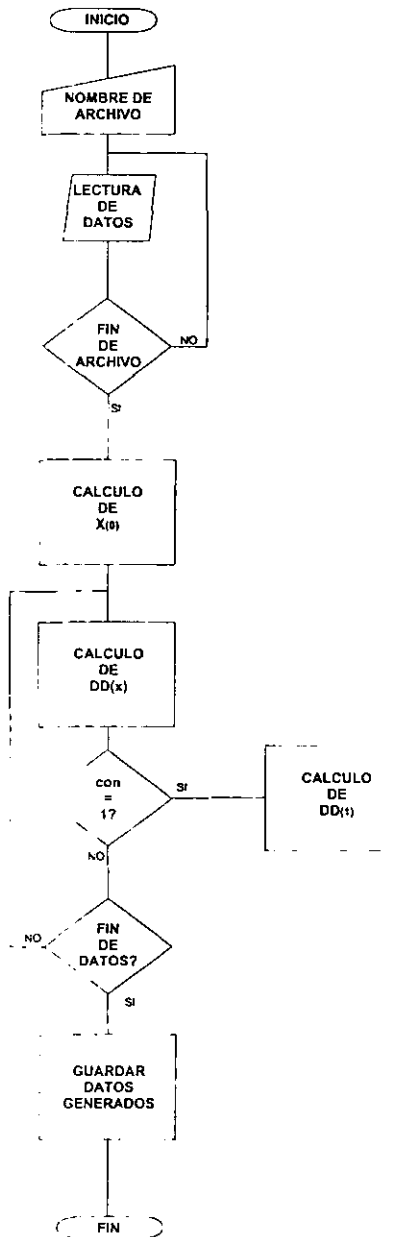 INICIO
NOMBRE DE
ARCHIVO
LECTURA
DE
DATOS
FIN
DE
ARCHIVO
NO
SI
CALCULO
DE
X(0)
CALCULO
DE
DD(x)
con
=
1?
SI
CALCULO
DE
DD(1)
NO
FIN
DE
DATOS?
NO
SI
GUARDAR
DATOS
GENERADOS
FIN